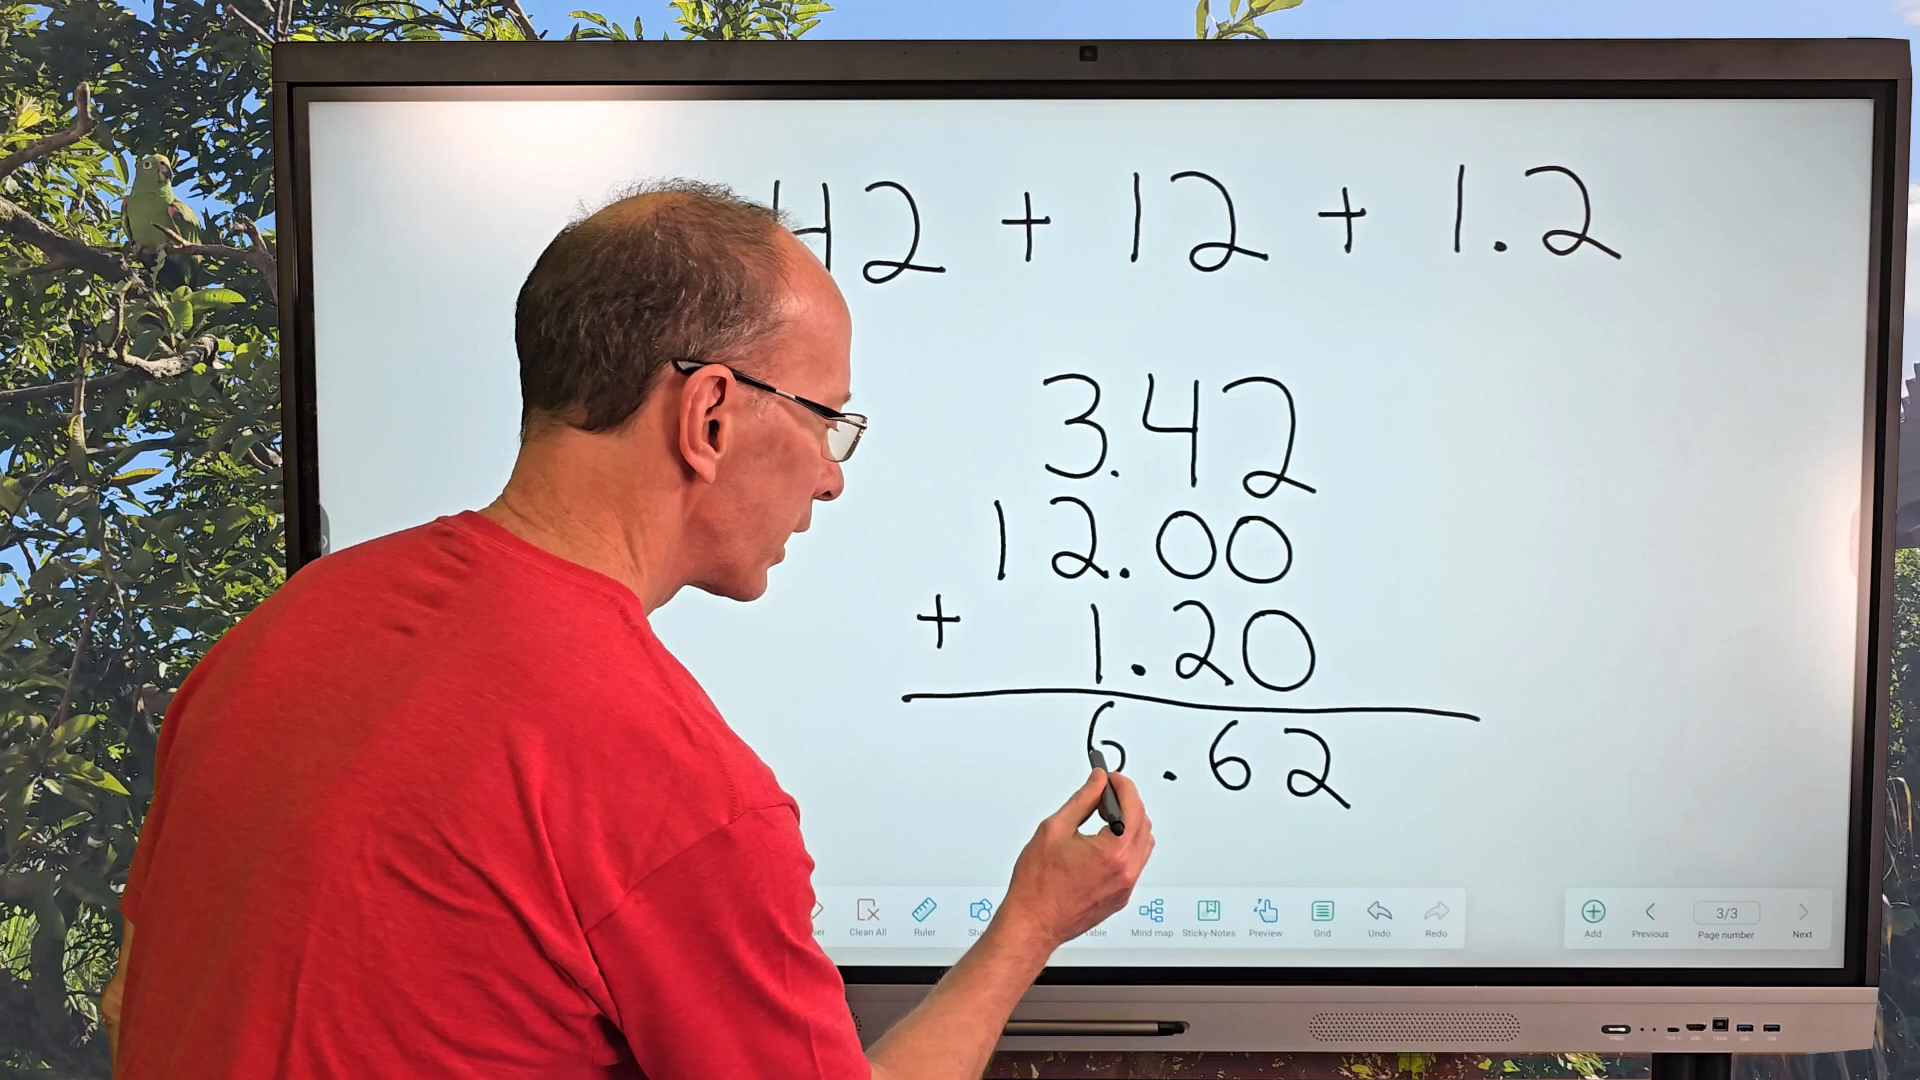 42 + 12 + 1.2
3.42
12.00
+ 1.20
6.62
Clean All Ruler Mind map Sticky-Notes Preview Grid Undo Redo Add Previous 3/3 Page number Next